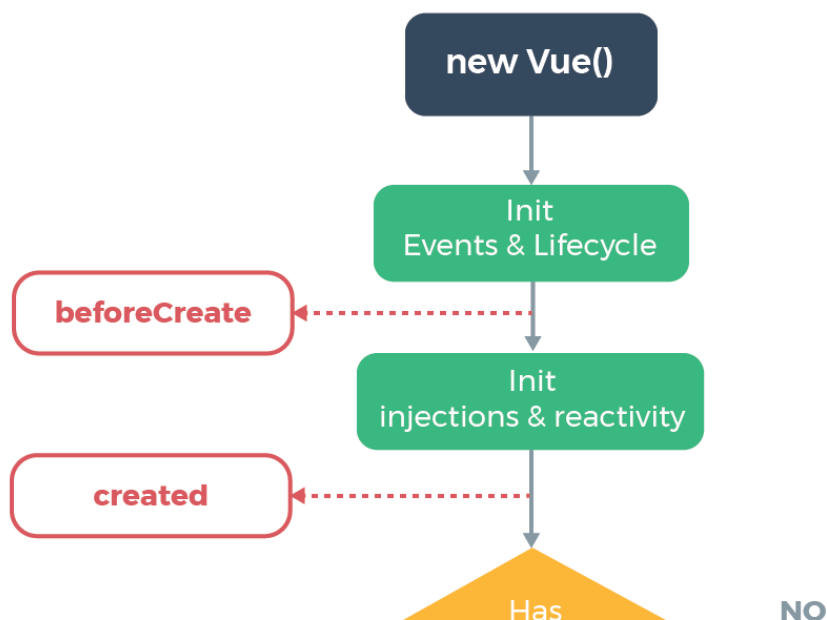 new Vue()
Init
Events & Lifecycle
beforeCreate
Init
injections & reactivity
created
Has
NO